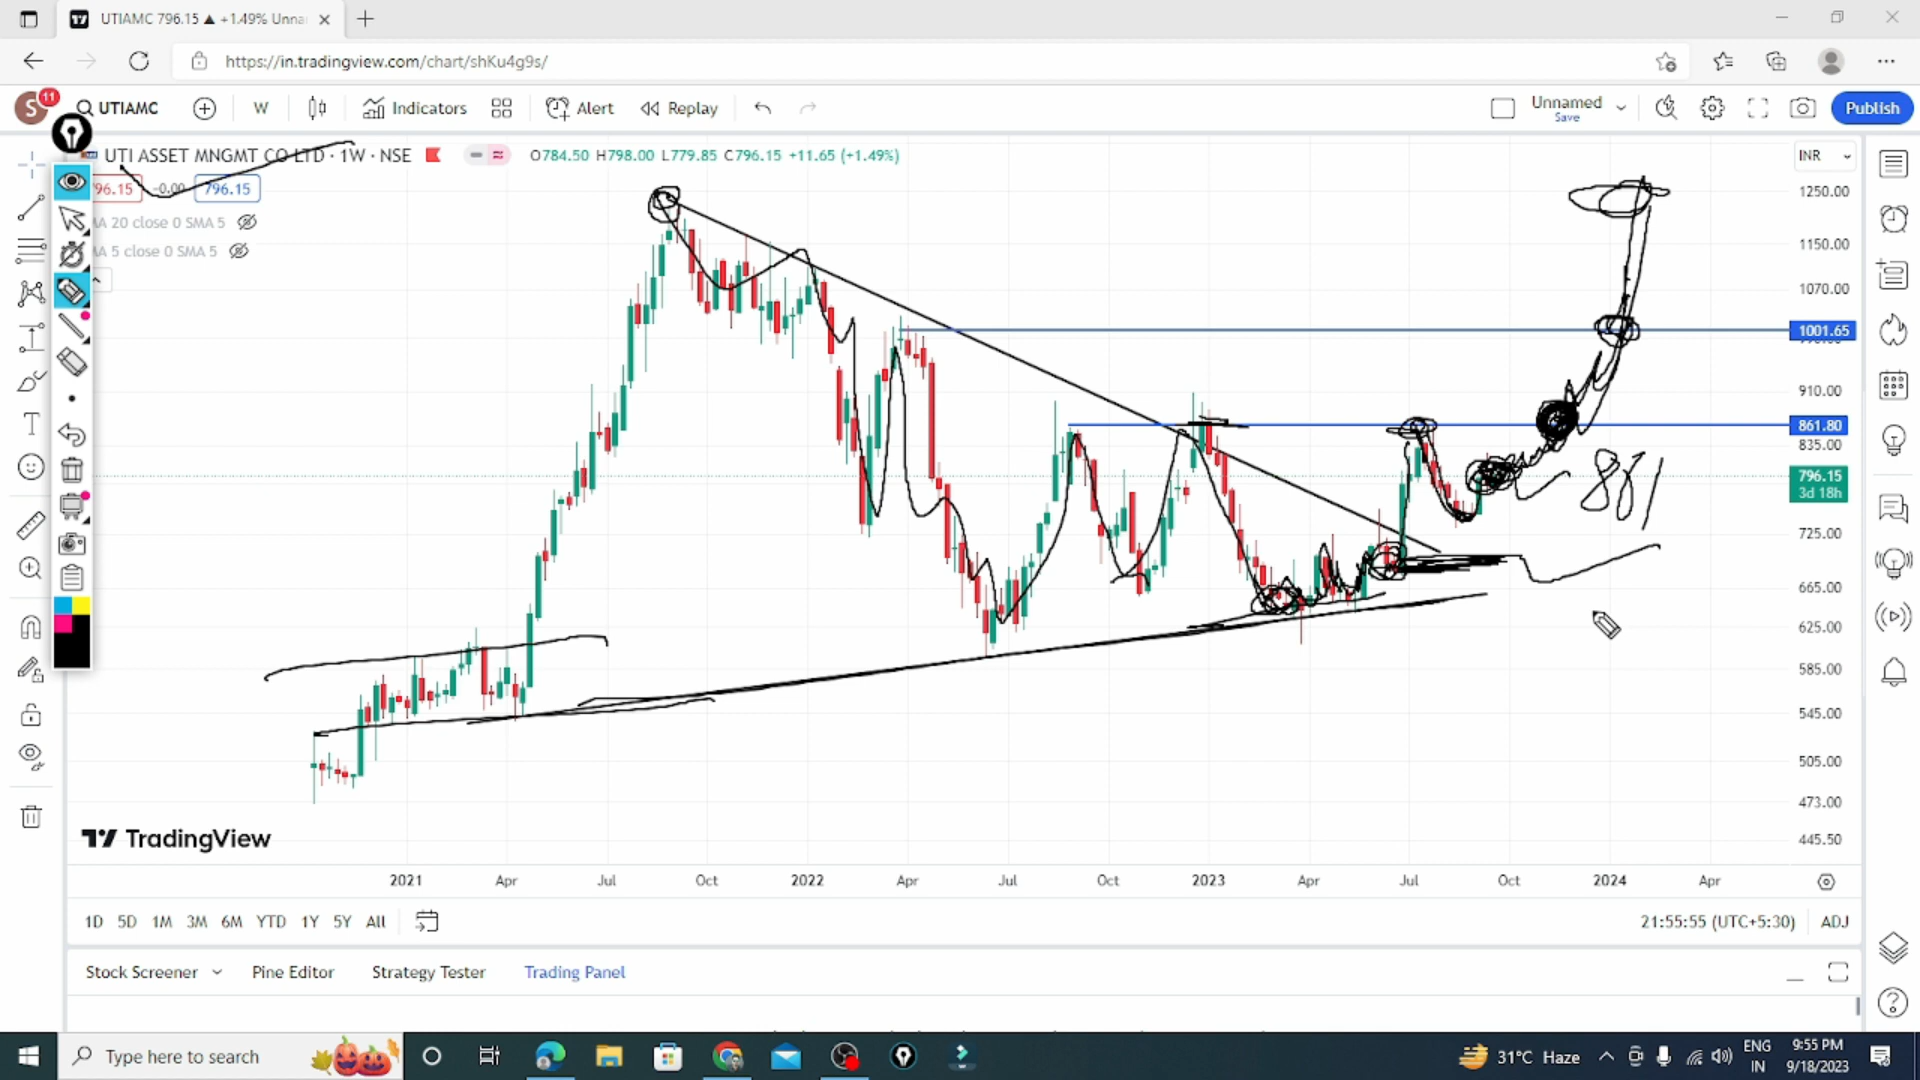 UTIAMC 796.15 ▲ +1.49% Unna
https://in.tradingview.com/chart/shKu4g9s/
S 11 UTIAMC W Indicators Alert Replay Unnamed Save Publish
UTI ASSET MNGMT CO LTD · 1W · NSE O784.50 H798.00 L779.85 C796.15 +11.65 (+1.49%) INR
96.15 -0.00 796.15
MA 20 close 0 SMA 5
MA 5 close 0 SMA 5
1250.00
1150.00
1070.00
1001.65
910.00
861.80
835.00
796.15
3d 18h
725.00
665.00
625.00
585.00
545.00
505.00
473.00
445.50
TradingView
2021 Apr Jul Oct 2022 Apr Jul Oct 2023 Apr Jul Oct 2024 Apr
1D 5D 1M 3M 6M YTD 1Y 5Y All 21:55:55 (UTC+5:30) ADJ
Stock Screener Pine Editor Strategy Tester Trading Panel
Type here to search 31°C Haze ENG IN 9:55 PM 9/18/2023